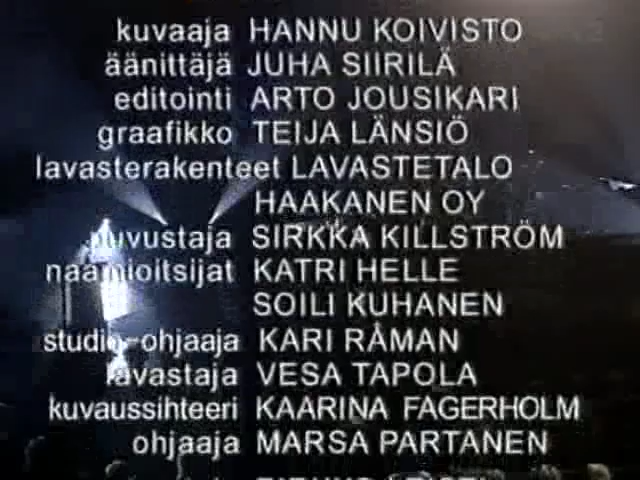 kuvaaja HANNU KOIVISTO
äänittäjä JUHA SIIRILÄ
editointi ARTO JOUSIKARI
graafikko TEIJA LÄNSIÖ
lavasterakenteet LAVASTETALO
HAAKANEN OY
puvustaja SIRKKA KILLSTRÖM
naamioitsijat KATRI HELLE
SOILI KUHANEN
studio-ohjaaja KARI RÅMAN
lavastaja VESA TAPOLA
kuvaussihteeri KAARINA FAGERHOLM
ohjaaja MARSA PARTANEN